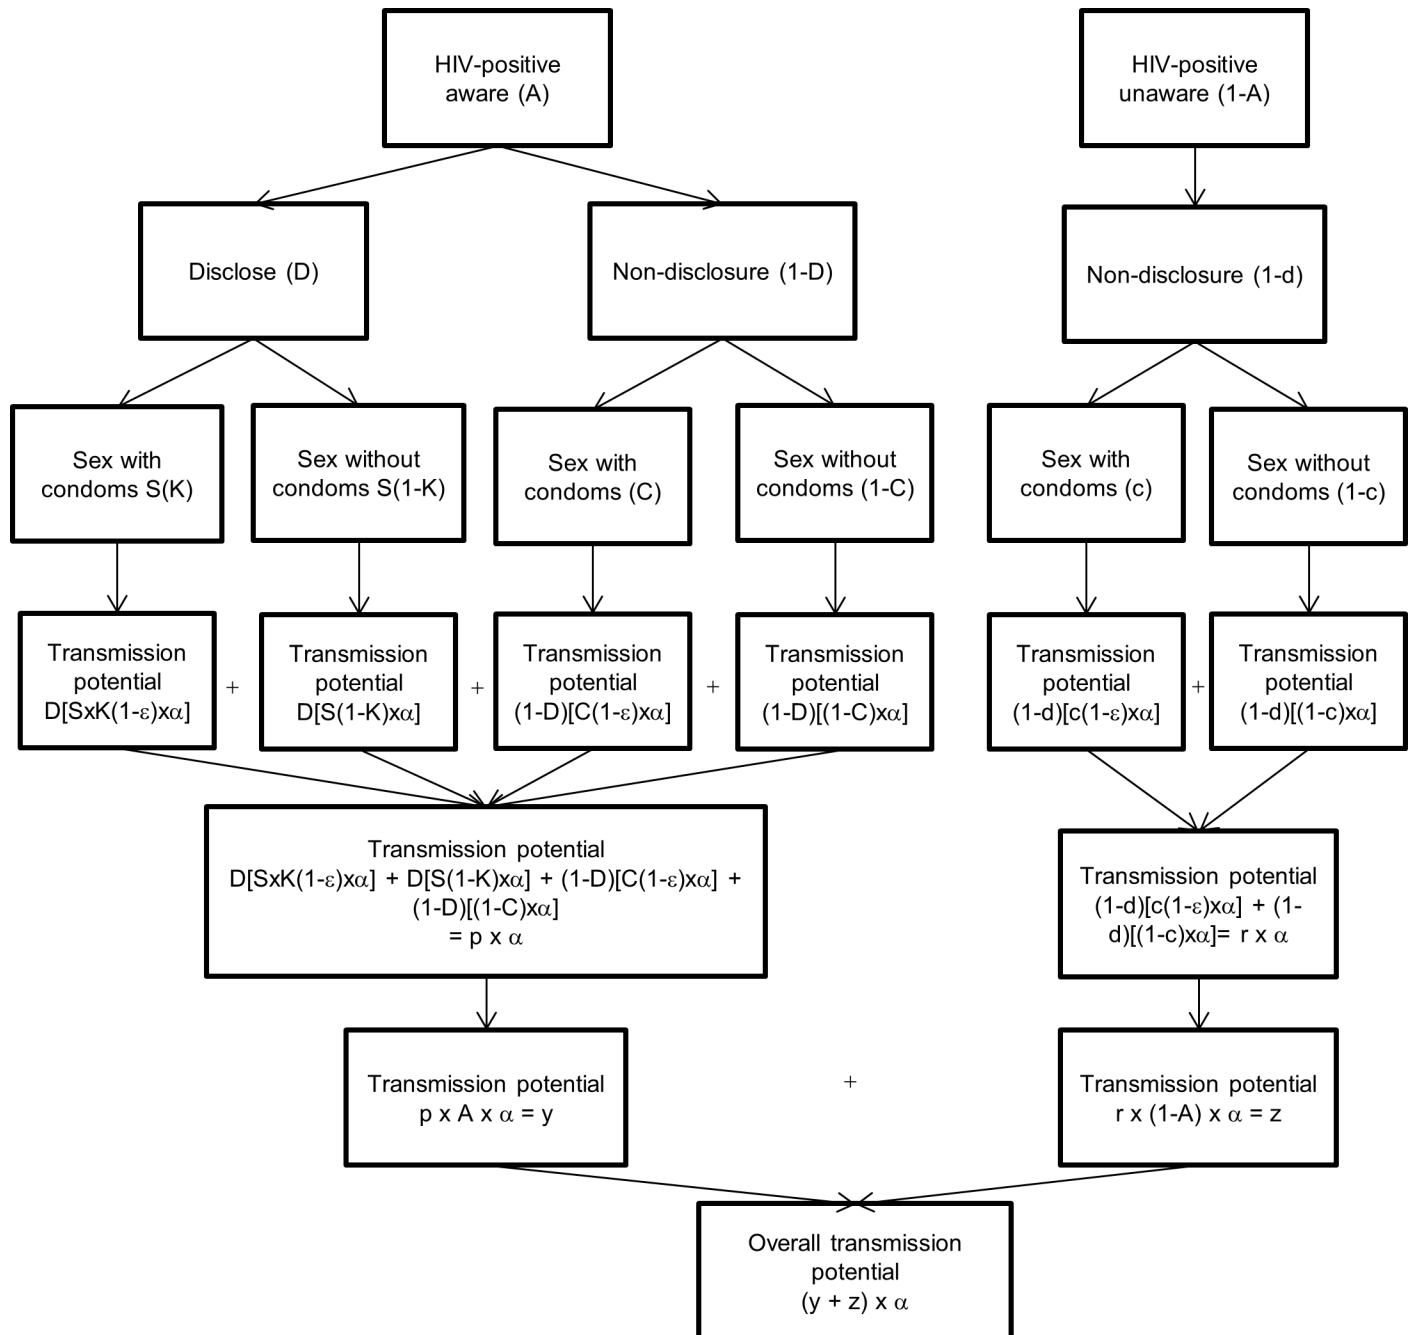 HIV-positive
aware (A)
HIV-positive
unaware (1-A)
Disclose (D)
Non-disclosure (1-D)
Non-disclosure (1-d)
Sex with
condoms S(K)
Sex without
condoms S(1-K)
Sex with
condoms (C)
Sex without
condoms (1-C)
Sex with
condoms (c)
Sex without
condoms (1-c)
Transmission
potential
D[SxK(1-ε)xα]
+
Transmission
potential
D[S(1-K)xα]
+
Transmission
potential
(1-D)[C(1-ε)xα]
+
Transmission
potential
(1-D)[(1-C)xα]
Transmission
potential
(1-d)[c(1-ε)xα]
+
Transmission
potential
(1-d)[(1-c)xα]
Transmission potential
D[SxK(1-ε)xα] + D[S(1-K)xα] + (1-D)[C(1-ε)xα] +
(1-D)[(1-C)xα]
= p x α
Transmission potential
(1-d)[c(1-ε)xα] + (1-
d)[(1-c)xα]= r x α
Transmission potential
p x A x α = y
+
Transmission potential
r x (1-A) x α = z
Overall transmission
potential
(y + z) x α